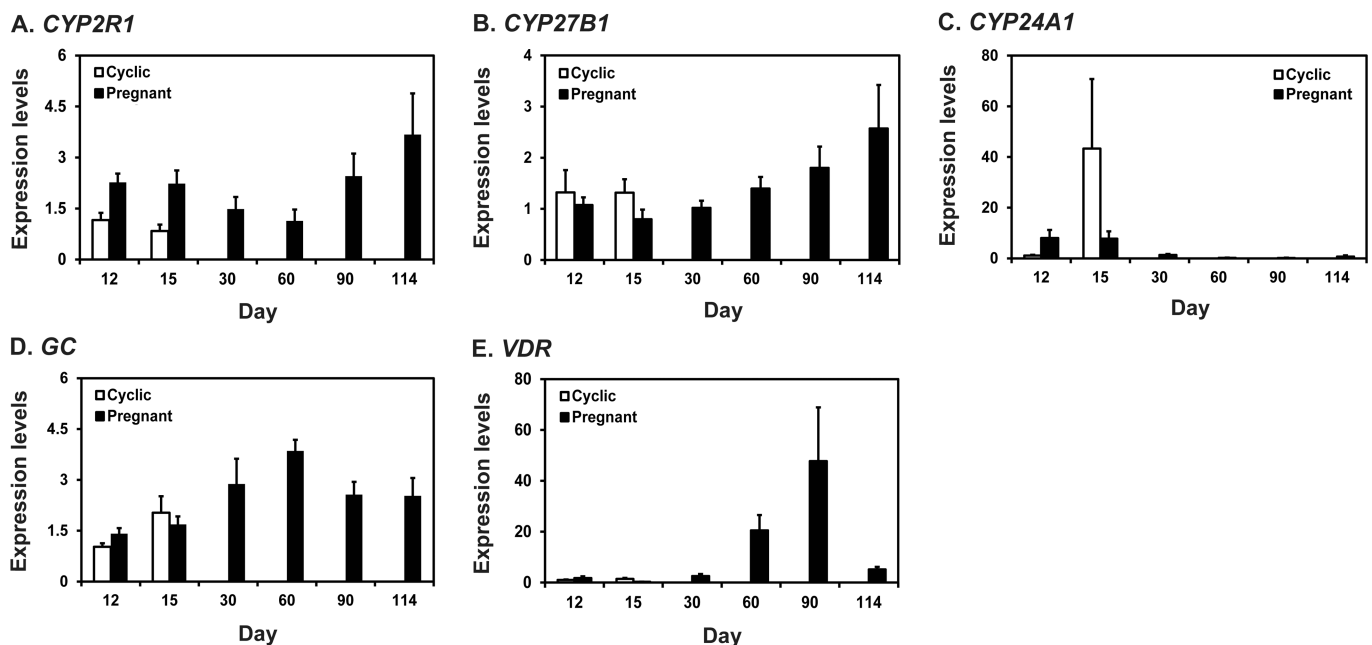 A. CYP2R1
Expression levels
6
4.5
3
1.5
0
Cyclic
Pregnant
12 15 30 60 90 114
Day
B. CYP27B1
Expression levels
4
3
2
1
0
Cyclic
Pregnant
12 15 30 60 90 114
Day
C. CYP24A1
Expression levels
80
60
40
20
0
Cyclic
Pregnant
12 15 30 60 90 114
Day
D. GC
Expression levels
6
4.5
3
1.5
0
Cyclic
Pregnant
12 15 30 60 90 114
Day
E. VDR
Expression levels
80
60
40
20
0
Cyclic
Pregnant
12 15 30 60 90 114
Day